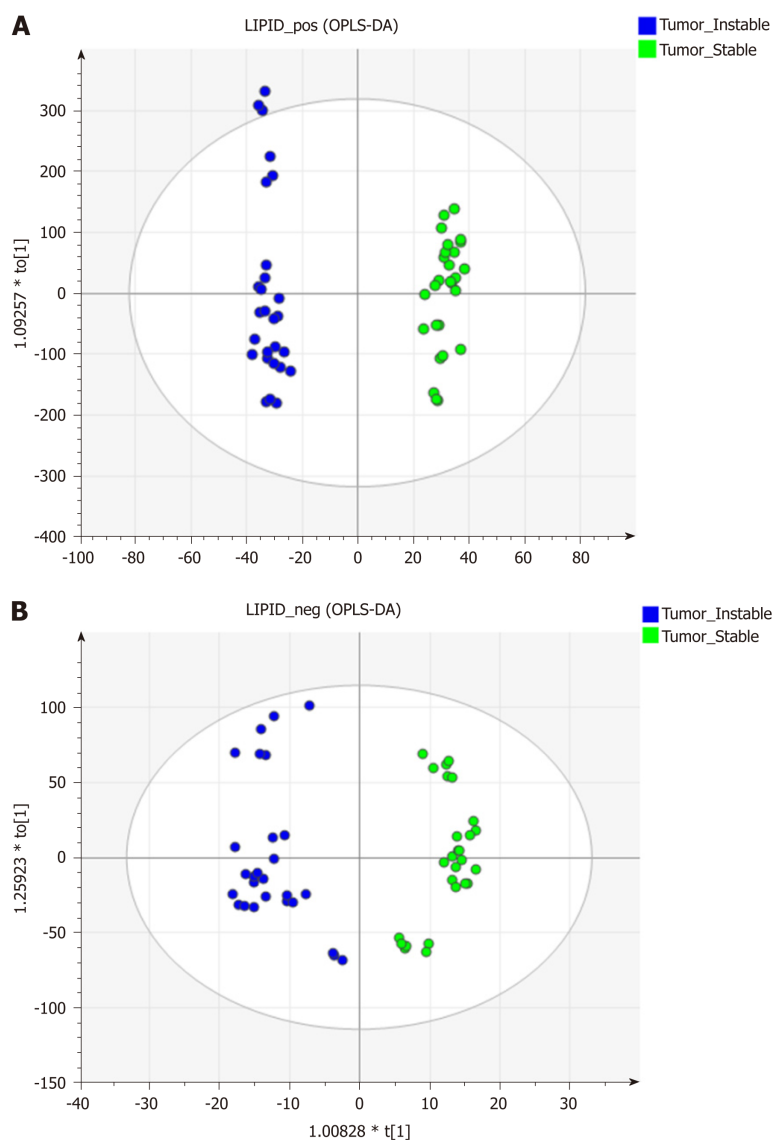 A
LIPID_pos (OPLS-DA)
Tumor_Instable
Tumor_Stable
1.09257 * to[1]
300
200
100
0
-100
-200
-300
-400
-100 -80 -60 -40 -20 0 20 40 60 80
B
LIPID_neg (OPLS-DA)
Tumor_Instable
Tumor_Stable
1.25923 * to[1]
100
50
0
-50
-100
-150
-40 -30 -20 -10 0 10 20 30
1.00828 * t[1]